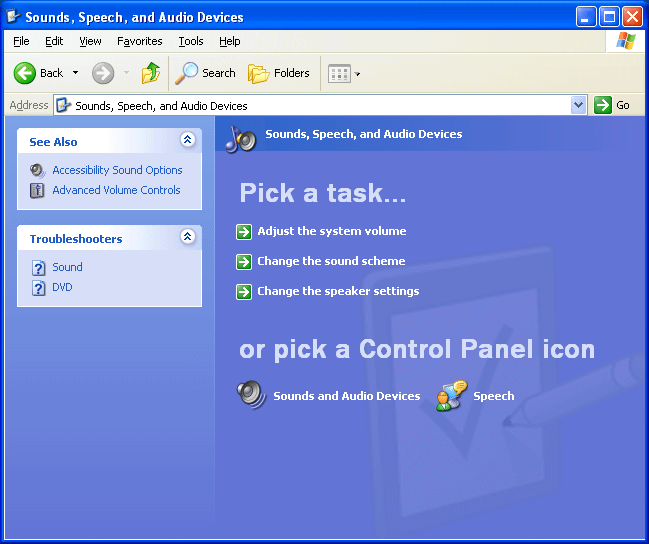 Sounds, Speech, and Audio Devices
File Edit View Favorites Tools Help
Back Search Folders
Address Sounds, Speech, and Audio Devices Go
See Also
Accessibility Sound Options
Advanced Volume Controls
Troubleshooters
Sound
DVD
Sounds, Speech, and Audio Devices
Pick a task...
Adjust the system volume
Change the sound scheme
Change the speaker settings
or pick a Control Panel icon
Sounds and Audio Devices Speech